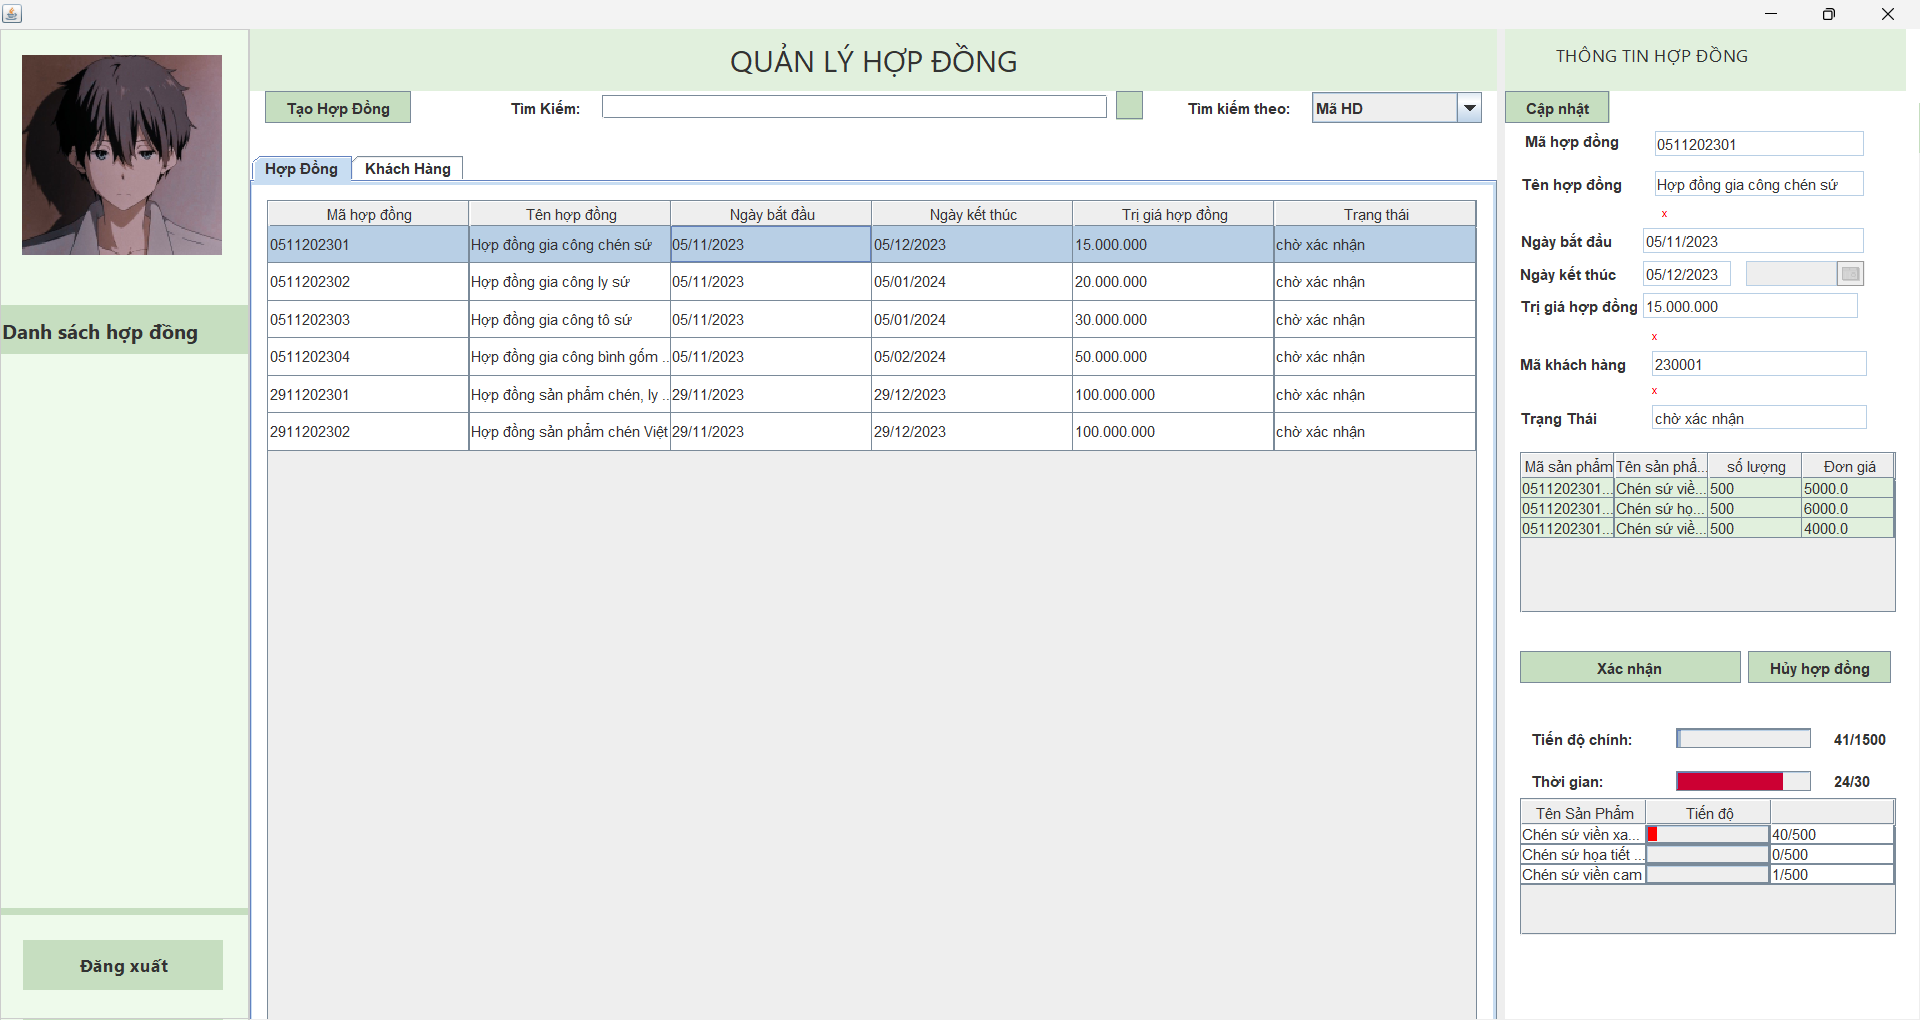 QUẢN LÝ HỢP ĐỒNG
THÔNG TIN HỢP ĐỒNG
Tạo Hợp Đồng
Tìm Kiếm:
Tìm kiếm theo:
Mã HD
Cập nhật
Mã hợp đồng
0511202301
Hợp Đồng
Khách Hàng
Tên hợp đồng
Hợp đồng gia công chén sứ
x
Mã hợp đồng Tên hợp đồng Ngày bắt đầu Ngày kết thúc Trị giá hợp đồng Trạng thái
0511202301 Hợp đồng gia công chén sứ 05/11/2023 05/12/2023 15.000.000 chờ xác nhận
0511202302 Hợp đồng gia công ly sứ 05/11/2023 05/01/2024 20.000.000 chờ xác nhận
0511202303 Hợp đồng gia công tô sứ 05/11/2023 05/01/2024 30.000.000 chờ xác nhận
0511202304 Hợp đồng gia công bình gốm ... 05/11/2023 05/02/2024 50.000.000 chờ xác nhận
2911202301 Hợp đồng sản phẩm chén, ly ... 29/11/2023 29/12/2023 100.000.000 chờ xác nhận
2911202302 Hợp đồng sản phẩm chén Việt 29/11/2023 29/12/2023 100.000.000 chờ xác nhận
Ngày bắt đầu
05/11/2023
Ngày kết thúc
05/12/2023
Trị giá hợp đồng
15.000.000
x
Mã khách hàng
230001
x
Trạng Thái
chờ xác nhận
Mã sản phẩm Tên sản phẩ... số lượng Đơn giá
0511202301... Chén sứ viề... 500 5000.0
0511202301... Chén sứ họ... 500 6000.0
0511202301... Chén sứ viề... 500 4000.0
Xác nhận
Hủy hợp đồng
Tiến độ chính:
41/1500
Thời gian:
24/30
Tên Sản Phẩm Tiến độ
Chén sứ viền xa... 40/500
Chén sứ họa tiết ... 0/500
Chén sứ viền cam 1/500
Danh sách hợp đồng
Đăng xuất